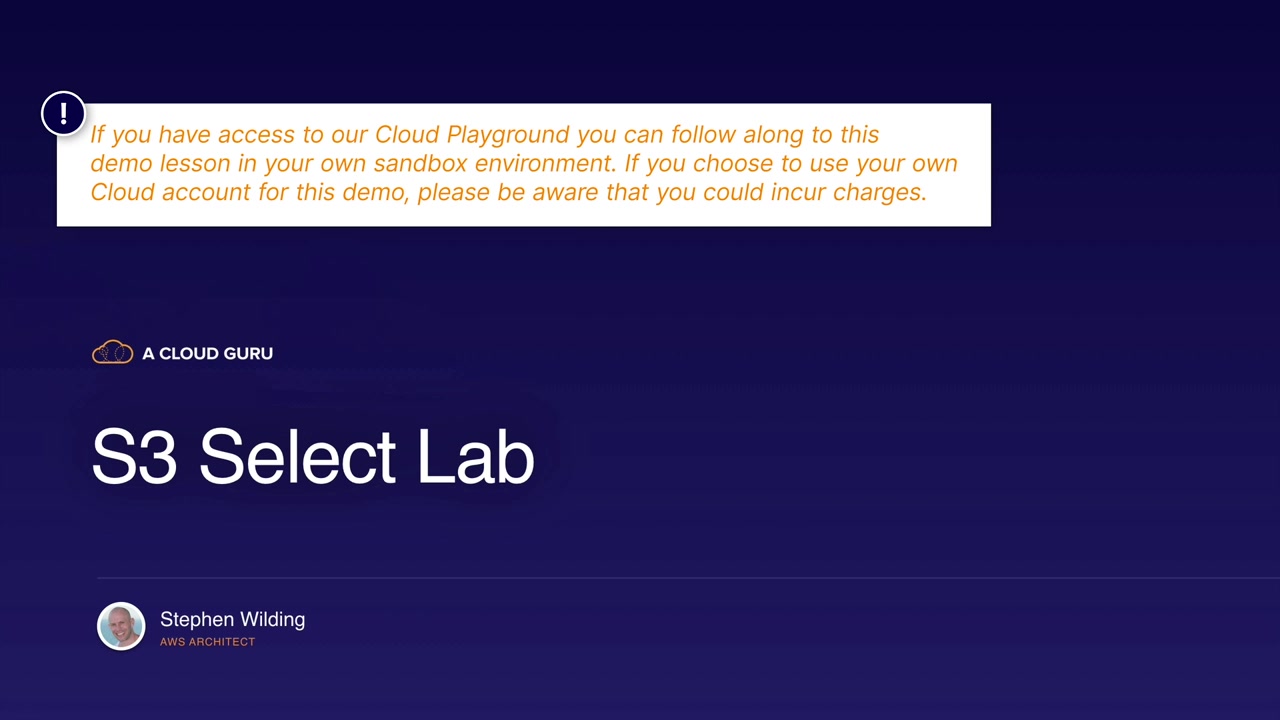 !
If you have access to our Cloud Playground you can follow along to this
demo lesson in your own sandbox environment. If you choose to use your own
Cloud account for this demo, please be aware that you could incur charges.
A CLOUD GURU
S3 Select Lab
Stephen Wilding
AWS ARCHITECT